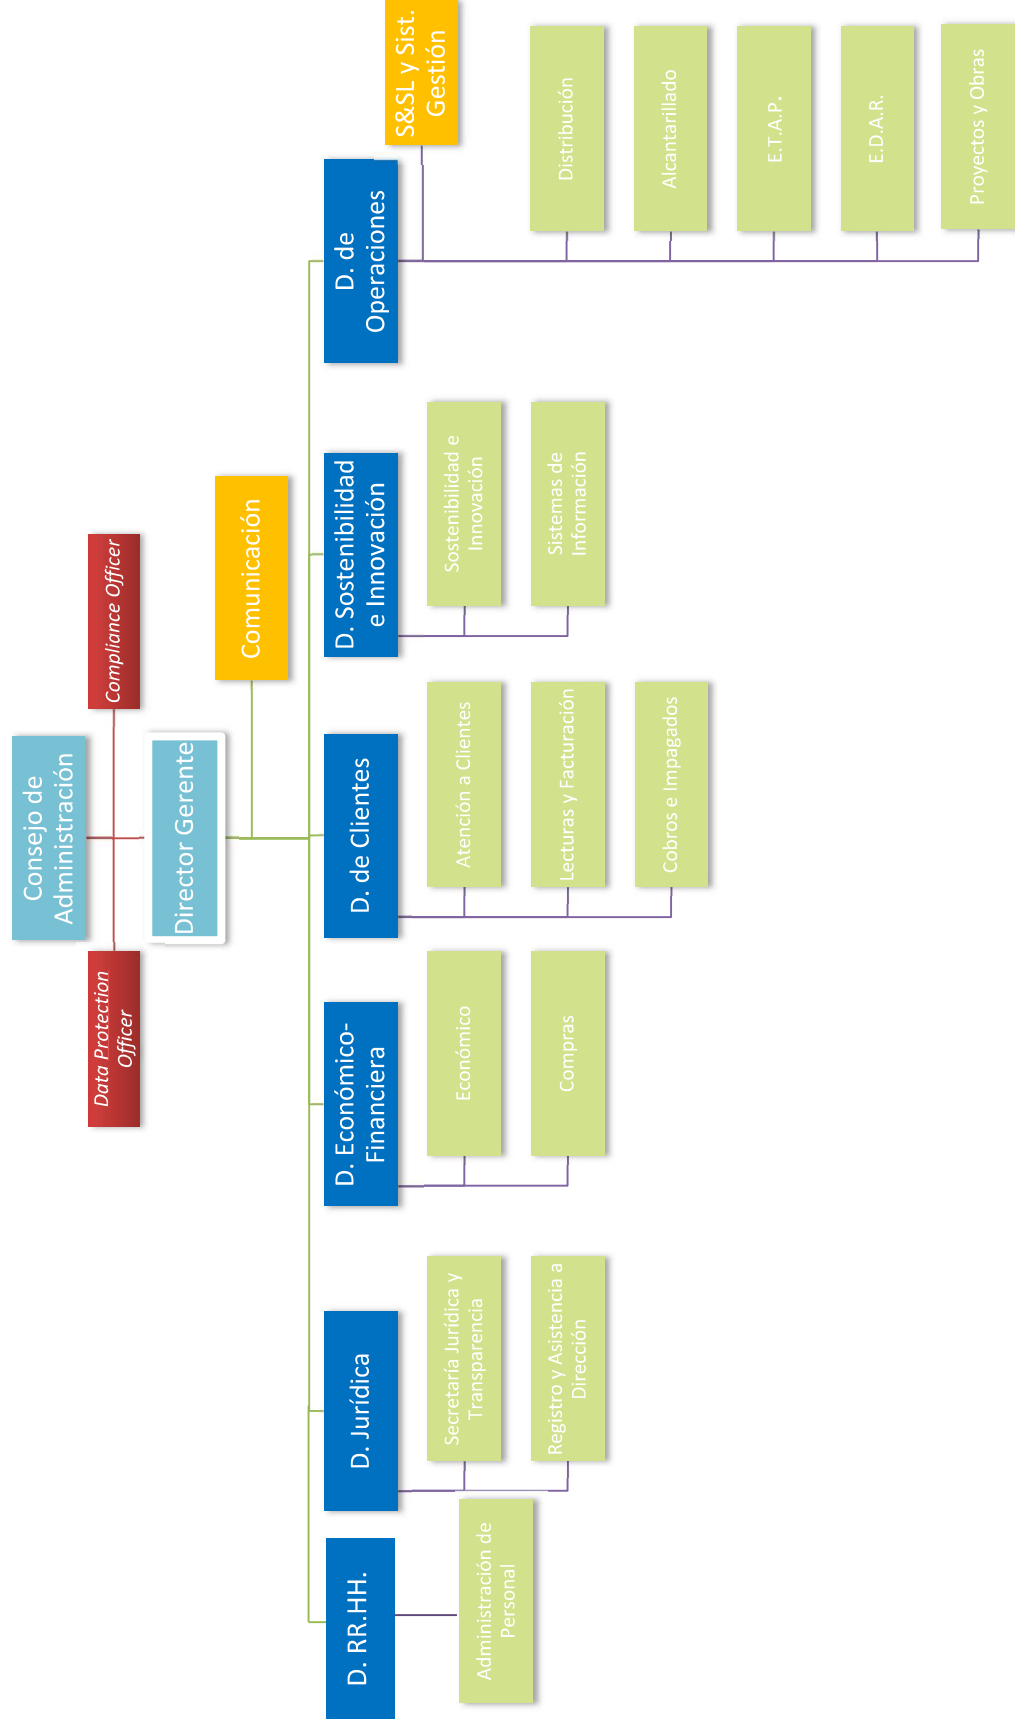 Consejo de
Administración
Data Protection
Officer
Compliance Officer
Director Gerente
Comunicación
D. RR.HH.
D. Jurídica
D. Económico-
Financiera
D. de Clientes
D. Sostenibilidad
e Innovación
D. de
Operaciones
S&SL y Sist.
Gestión
Administración de
Personal
Secretaría Jurídica y
Transparencia
Registro y Asistencia a
Dirección
Económico
Compras
Atención a Clientes
Lecturas y Facturación
Cobros e Impagados
Sostenibilidad e
Innovación
Sistemas de
Información
Distribución
Alcantarillado
E.T.A.P.
E.D.A.R.
Proyectos y Obras